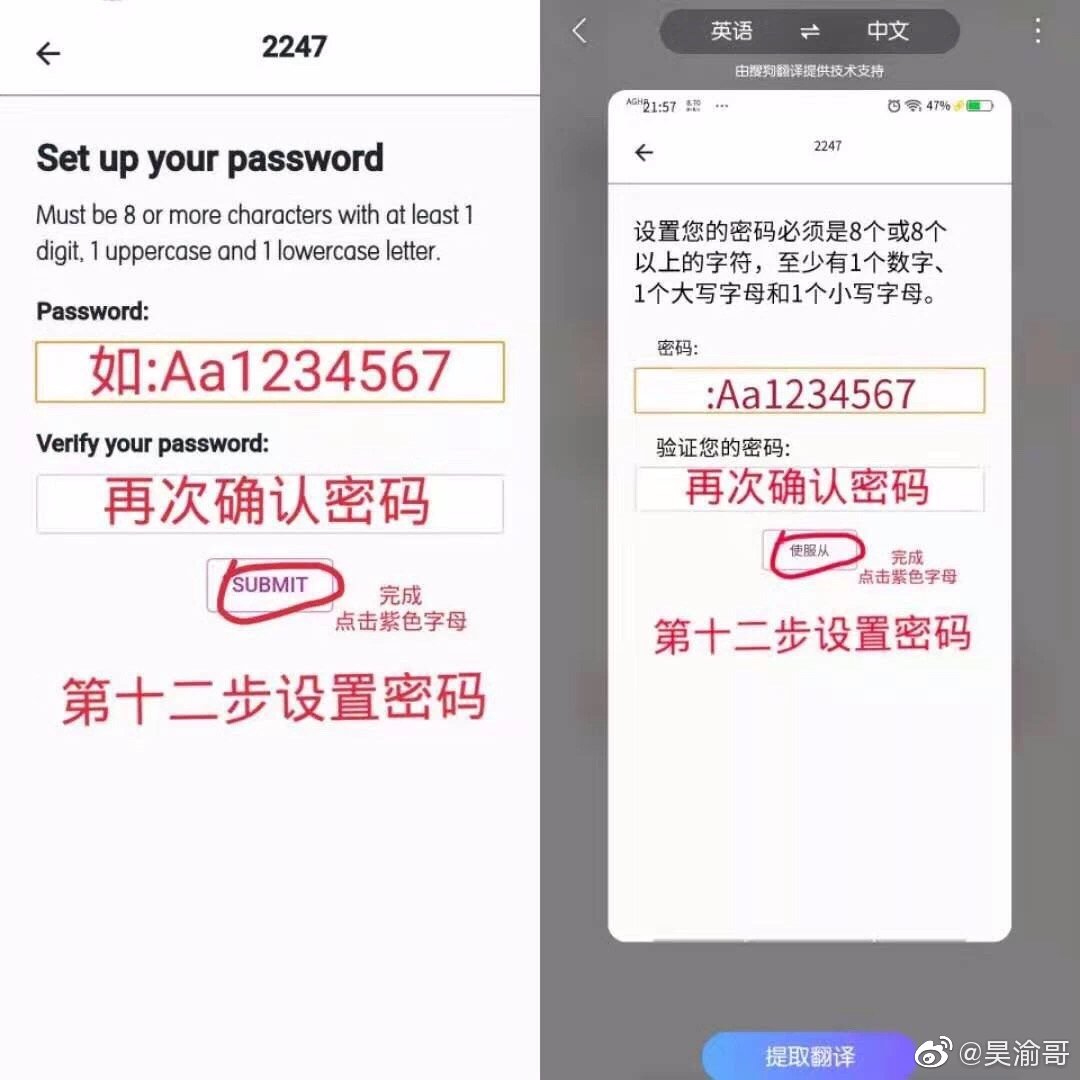 2247
Set up your password
Must be 8 or more characters with at least 1
digit, 1 uppercase and 1 lowercase letter.
Password:
如:Aa1234567
Verify your password:
再次确认密码
SUBMIT
完成
点击紫色字母
第十二步设置密码
英语 ⇌ 中文
由搜狗翻译提供技术支持
21:57
47%
2247
设置您的密码必须是8个或8个
以上的字符，至少有1个数字、
1个大写字母和1个小写字母。
密码:
:Aa1234567
验证您的密码:
再次确认密码
使服从
完成
点击紫色字母
第十二步设置密码
提取翻译
@昊渝哥